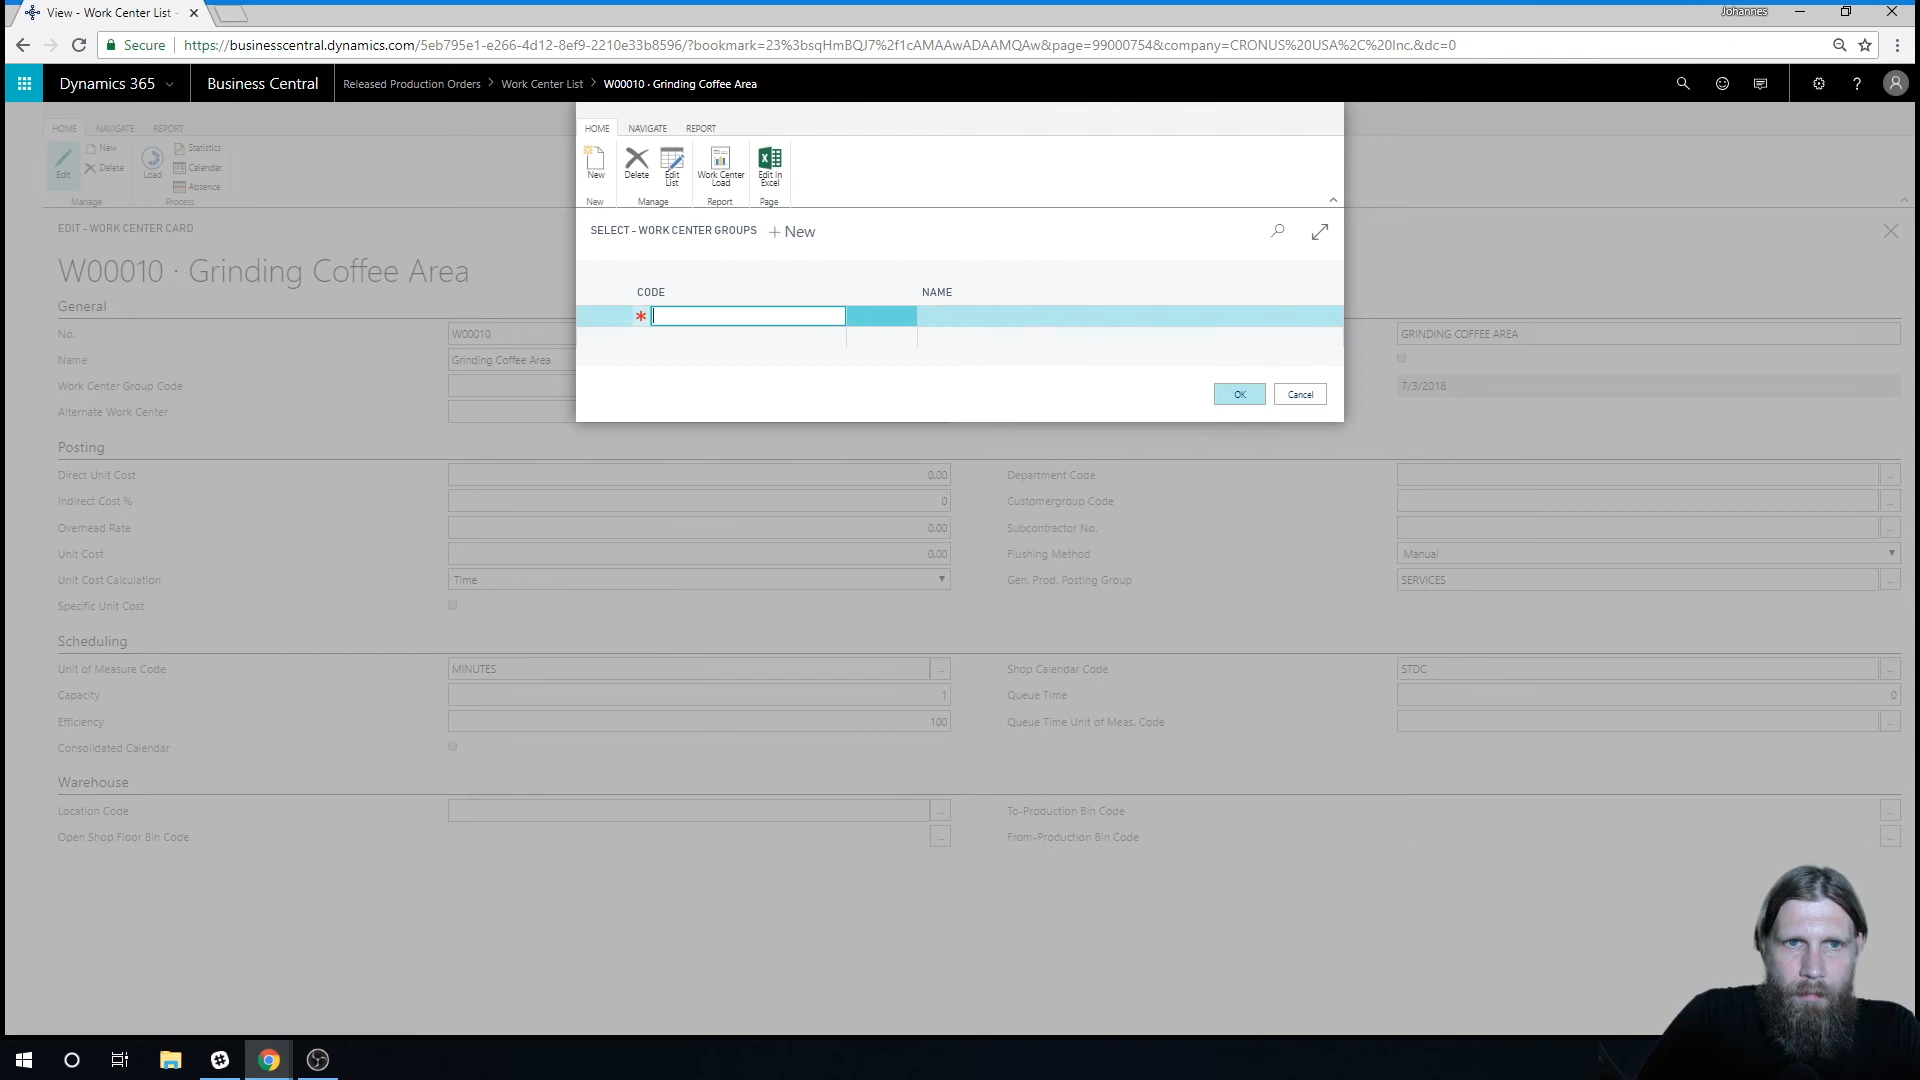 View - Work Center List -
Johannes
Secure
https://businesscentral.dynamics.com/5eb795e1-e266-4d12-8ef9-2210e33b8596/?bookmark=23%3bsqHmBQJ7%2f1cAMAAwADAAMQAw&page=99000754&company=CRONUS%20USA%2C%20Inc.&dc=0
Dynamics 365
Business Central
Released Production Orders > Work Center List > W00010 · Grinding Coffee Area
HOME NAVIGATE REPORT
Edit
New
Delete
Manage
Load
Statistics
Calendar
Absence
Process
HOME NAVIGATE REPORT
New
New
Delete
Edit List
Manage
Work Center Load
Report
Edit In Excel
Page
SELECT - WORK CENTER GROUPS + New
CODE NAME
OK Cancel
EDIT - WORK CENTER CARD
W00010 · Grinding Coffee Area
General
No. W00010
GRINDING COFFEE AREA
Name Grinding Coffee Area
Work Center Group Code
7/3/2018
Alternate Work Center
Posting
Direct Unit Cost 0.00 Department Code
Indirect Cost % 0 Customergroup Code
Overhead Rate 0.00 Subcontractor No.
Unit Cost 0.00 Flushing Method Manual
Unit Cost Calculation Time Gen. Prod. Posting Group SERVICES
Specific Unit Cost
Scheduling
Unit of Measure Code MINUTES Shop Calendar Code STDC
Capacity 1 Queue Time 0
Efficiency 100 Queue Time Unit of Meas. Code
Consolidated Calendar
Warehouse
Location Code To-Production Bin Code
Open Shop Floor Bin Code From-Production Bin Code